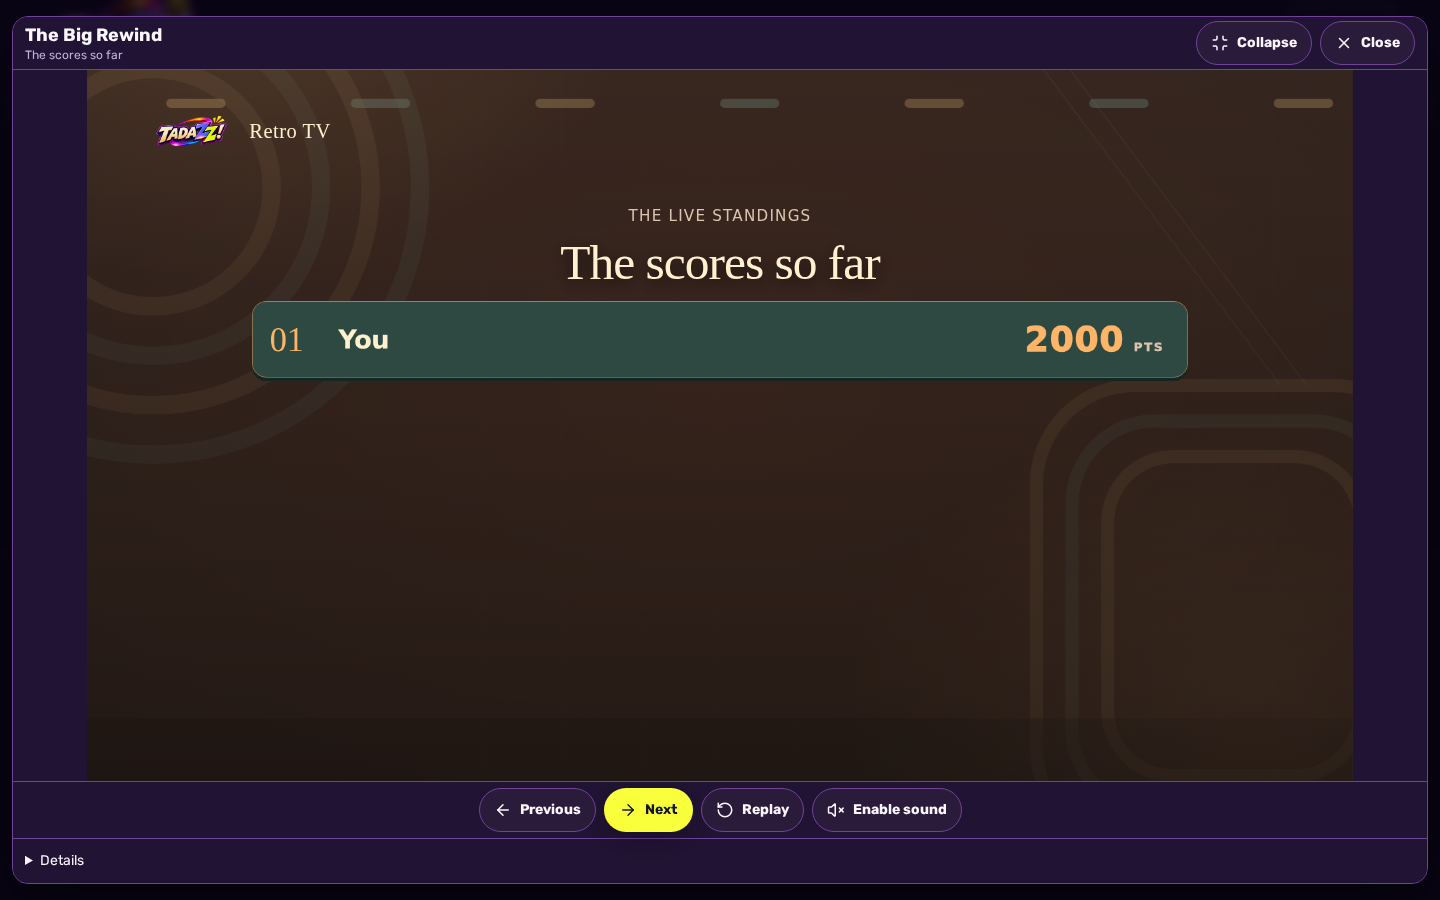 The Big Rewind
The scores so far
Collapse
Close
TADAZZ!
Retro TV
THE LIVE STANDINGS
The scores so far
01 You 2000 PTS
Previous
Next
Replay
Enable sound
Details